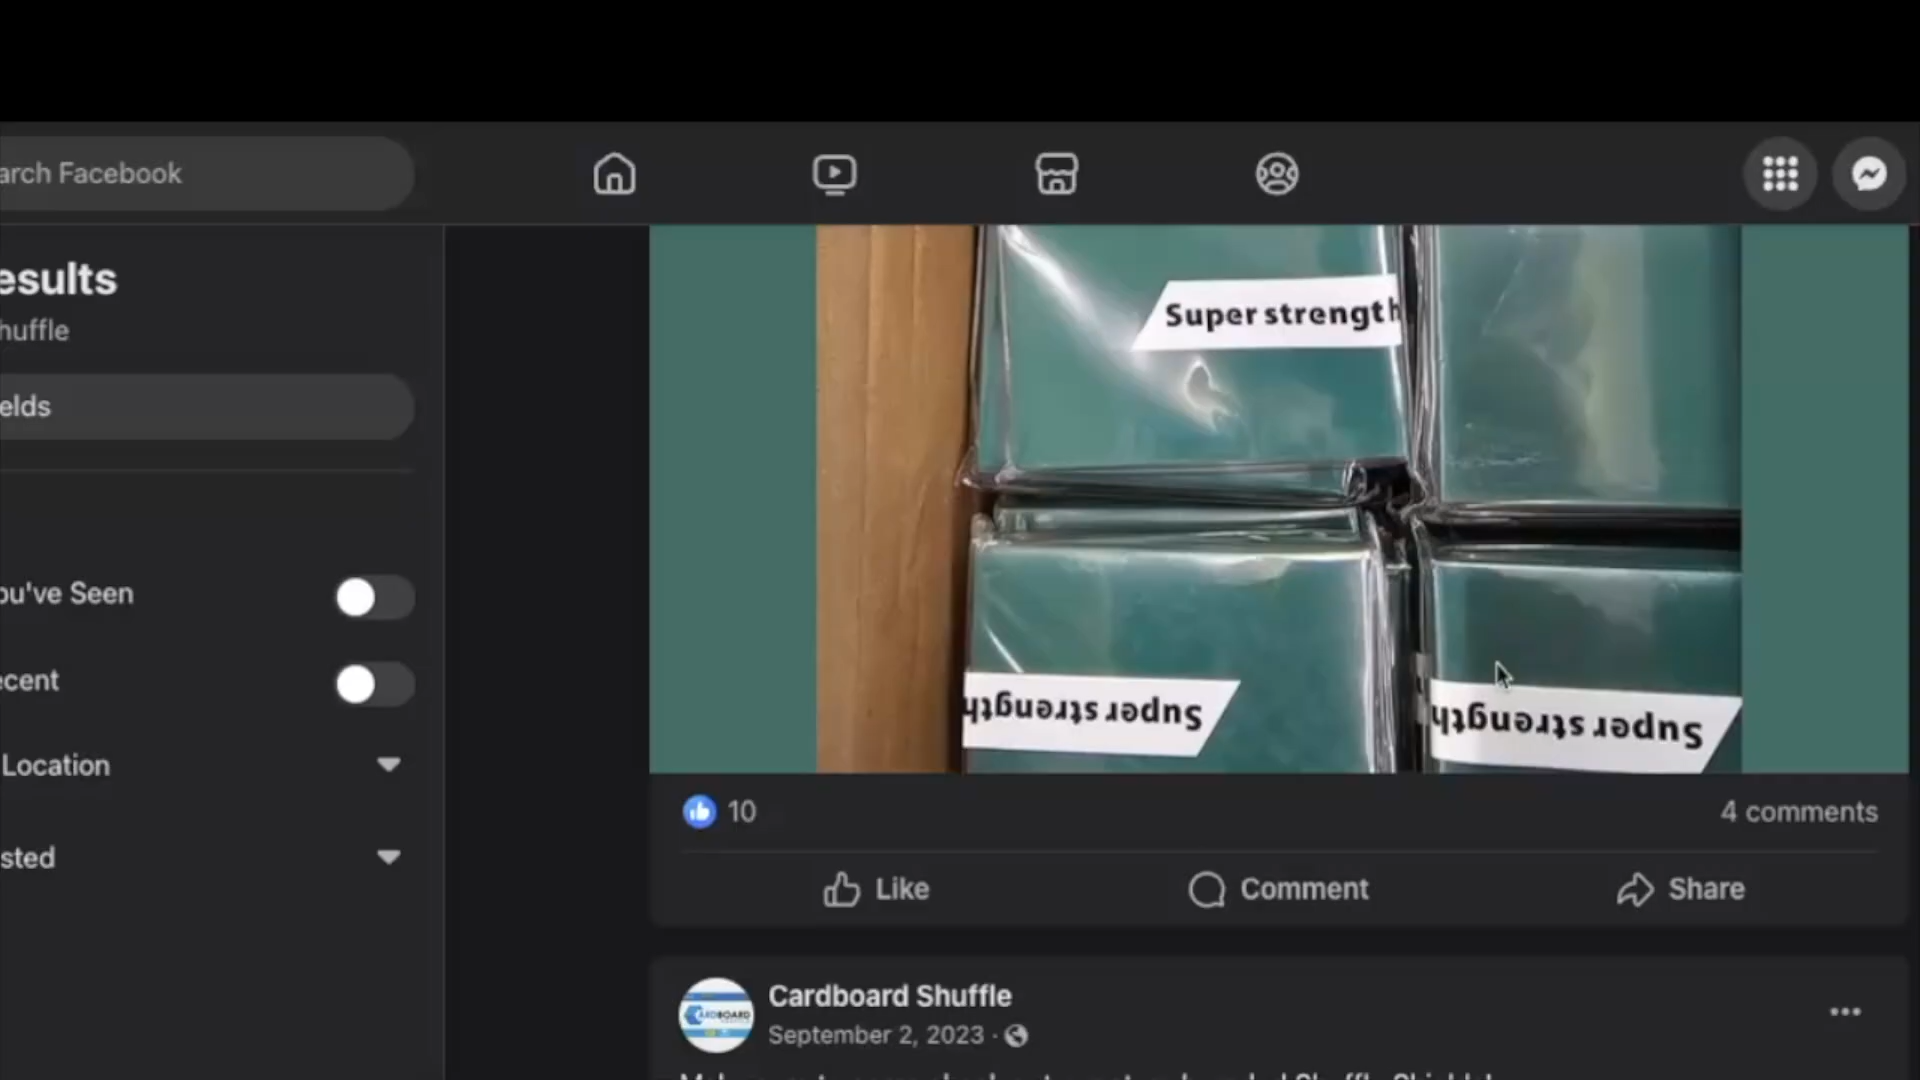 arch Facebook
esults
huffle
elds
ou've Seen
ecent
Location
sted
Super strength
Super strength
Super strength
10
4 comments
Like
Comment
Share
Cardboard Shuffle
September 2, 2023 ·